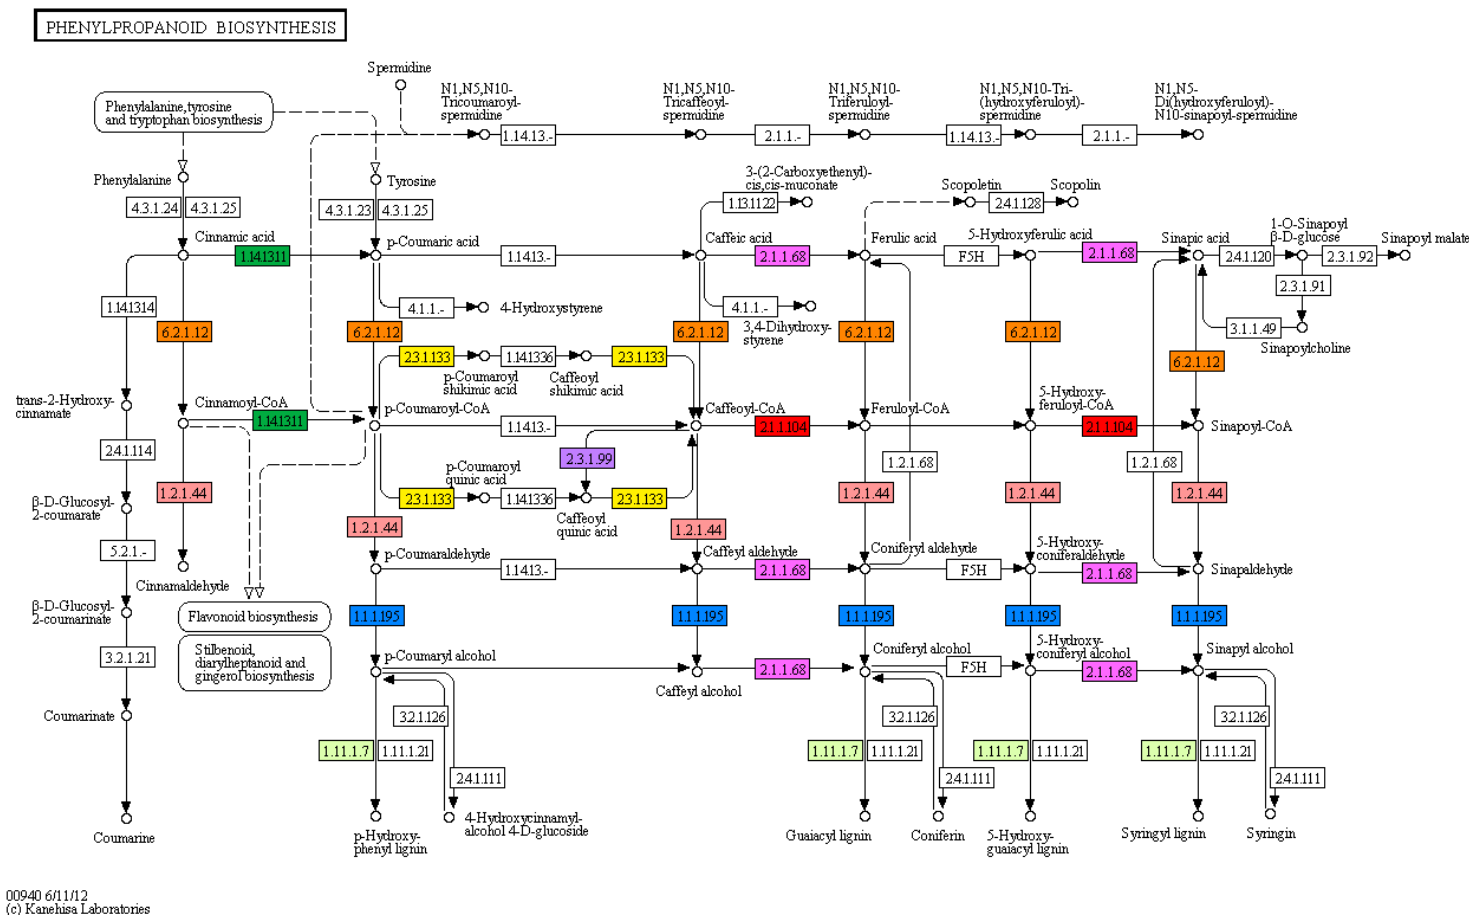 PHENYLPROPANOID BIOSYNTHESIS
Spermidine
N1,N5,N10-
Tricoumaroyl-
spermidine
N1,N5,N10-
Tricaffeoyl-
spermidine
N1,N5,N10-
Triferuloyl-
spermidine
N1,N5,N10-Tri-
(hydroxyferuloyl)-
spermidine
N1,N5-
Di(hydroxyferuloyl)-
N10-sinapoyl-spermidine
Phenylalanine, tyrosine
and tryptophan biosynthesis
1.14.13.-
2.1.1.-
1.14.13.-
2.1.1.-
Phenylalanine
Tyrosine
3-(2-Carboxyethenyl)-
cis,cis-muconate
Scopoletin
Scopolin
4.3.1.24
4.3.1.25
4.3.1.23
4.3.1.25
1.13.11.22
2.4.1.128
Cinnamic acid
p-Coumaric acid
Caffeic acid
Ferulic acid
5-Hydroxyferulic acid
Sinapic acid
1-O-Sinapoyl
β-D-glucose
Sinapoyl malate
1.14.13.11
1.14.13.-
2.1.1.68
F5H
2.1.1.68
2.4.1.120
2.3.1.92
2.3.1.91
1.14.13.14
4.1.1.-
4-Hydroxystyrene
4.1.1.-
3,4-Dihydroxy-
styrene
3.1.1.49
Sinapoylcholine
6.2.1.12
6.2.1.12
6.2.1.12
6.2.1.12
6.2.1.12
6.2.1.12
2.3.1.133
1.14.13.36
2.3.1.133
p-Coumaroyl
shikimic acid
Caffeoyl
shikimic acid
trans-2-Hydroxy-
cinnamate
Cinnamoyl-CoA
p-Coumaroyl-CoA
Caffeoyl-CoA
Feruloyl-CoA
5-Hydroxy-
feruloyl-CoA
Sinapoyl-CoA
1.14.13.11
1.14.13.-
2.1.1.104
2.1.1.104
2.4.1.114
2.3.1.99
1.2.1.68
1.2.1.68
p-Coumaroyl
quinic acid
1.2.1.44
2.3.1.133
1.14.13.36
2.3.1.133
1.2.1.44
1.2.1.44
1.2.1.44
β-D-Glucosyl-
2-coumarate
Caffeoyl
quinic acid
1.2.1.44
1.2.1.44
5.2.1.-
Cinnamaldehyde
p-Coumaraldehyde
Caffeyl aldehyde
Coniferyl aldehyde
5-Hydroxy-
coniferaldehyde
Sinapaldehyde
1.14.13.-
2.1.1.68
F5H
2.1.1.68
β-D-Glucosyl-
2-coumarinate
Flavonoid biosynthesis
1.1.1.195
1.1.1.195
1.1.1.195
1.1.1.195
1.1.1.195
3.2.1.21
Stilbenoid,
diarylheptanoid and
gingerol biosynthesis
p-Coumaryl alcohol
Caffeyl alcohol
Coniferyl alcohol
5-Hydroxy-
coniferyl alcohol
Sinapyl alcohol
2.1.1.68
F5H
2.1.1.68
Coumarinate
3.2.1.126
3.2.1.126
3.2.1.126
1.11.1.7
1.11.1.21
1.11.1.7
1.11.1.21
1.11.1.7
1.11.1.21
1.11.1.7
1.11.1.21
2.4.1.111
2.4.1.111
2.4.1.111
Coumarine
p-Hydroxy-
phenyl lignin
4-Hydroxycinnamyl-
alcohol 4-D-glucoside
Guaiacyl lignin
Coniferin
5-Hydroxy-
guaiacyl lignin
Syringyl lignin
Syringin
00940 6/11/12
(c) Kanehisa Laboratories